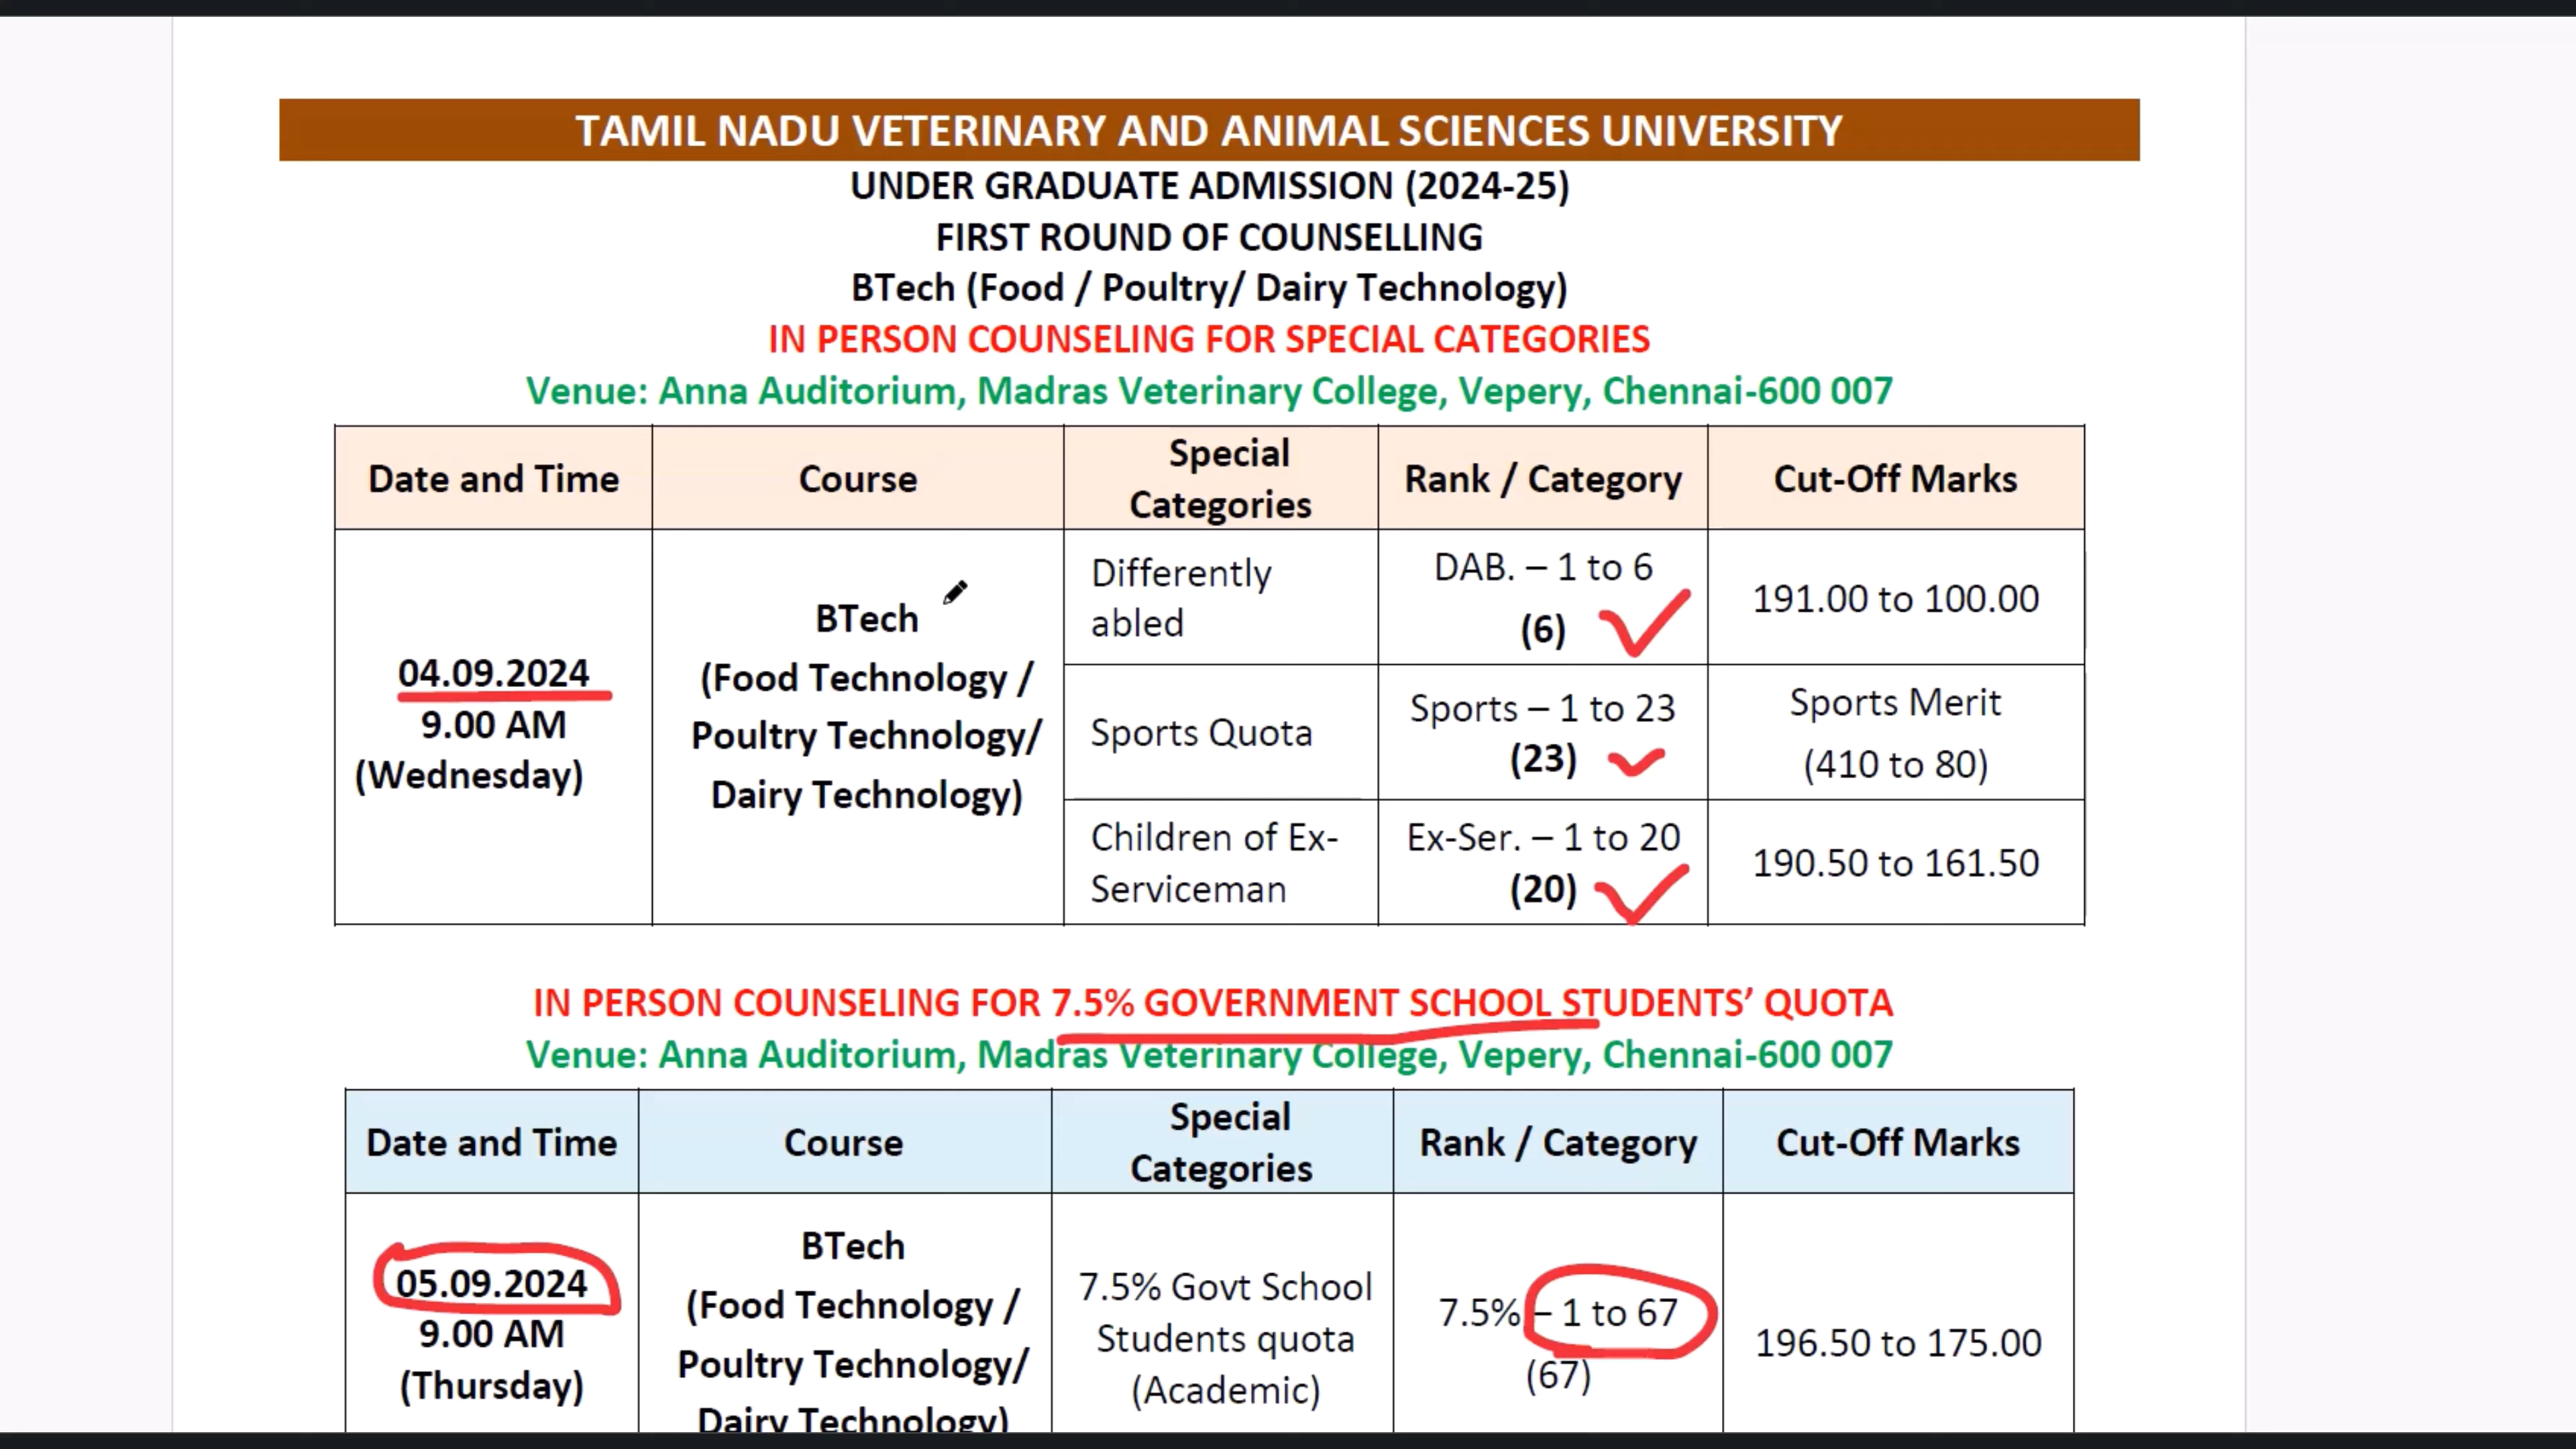 TAMIL NADU VETERINARY AND ANIMAL SCIENCES UNIVERSITY
UNDER GRADUATE ADMISSION (2024-25)
FIRST ROUND OF COUNSELLING
BTech (Food / Poultry/ Dairy Technology)
IN PERSON COUNSELING FOR SPECIAL CATEGORIES
Venue: Anna Auditorium, Madras Veterinary College, Vepery, Chennai-600 007
Date and Time
Course
Special
Categories
Rank / Category
Cut-Off Marks
04.09.2024
9.00 AM
(Wednesday)
BTech
(Food Technology /
Poultry Technology/
Dairy Technology)
Differently
abled
DAB. – 1 to 6
(6)
191.00 to 100.00
Sports Quota
Sports – 1 to 23
(23)
Sports Merit
(410 to 80)
Children of Ex-
Serviceman
Ex-Ser. – 1 to 20
(20)
190.50 to 161.50
IN PERSON COUNSELING FOR 7.5% GOVERNMENT SCHOOL STUDENTS’ QUOTA
Venue: Anna Auditorium, Madras Veterinary College, Vepery, Chennai-600 007
Date and Time
Course
Special
Categories
Rank / Category
Cut-Off Marks
05.09.2024
9.00 AM
(Thursday)
BTech
(Food Technology /
Poultry Technology/
Dairy Technology)
7.5% Govt School
Students quota
(Academic)
7.5% – 1 to 67
(67)
196.50 to 175.00